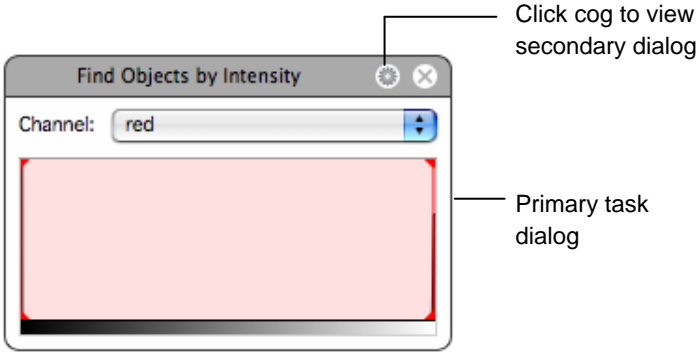 Click cog to view
secondary dialog
Find Objects by Intensity
Channel: red
Primary task
dialog